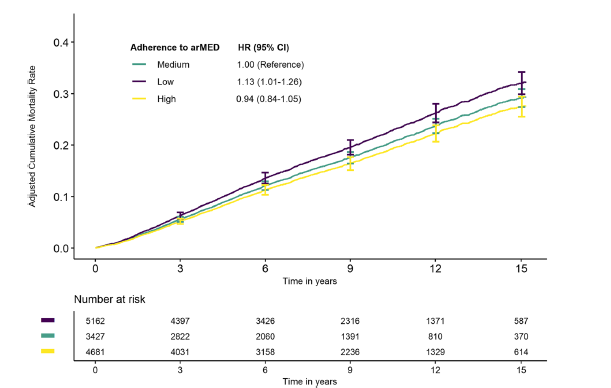 Adjusted Cumulative Mortality Rate
0.4
0.3
0.2
0.1
0.0
Adherence to arMED HR (95% CI)
Medium 1.00 (Reference)
Low 1.13 (1.01-1.26)
High 0.94 (0.84-1.05)
0 3 6 9 12 15
Time in years
Number at risk
5162 4397 3426 2316 1371 587
3427 2822 2060 1391 810 370
4681 4031 3158 2236 1329 614
0 3 6 9 12 15
Time in years